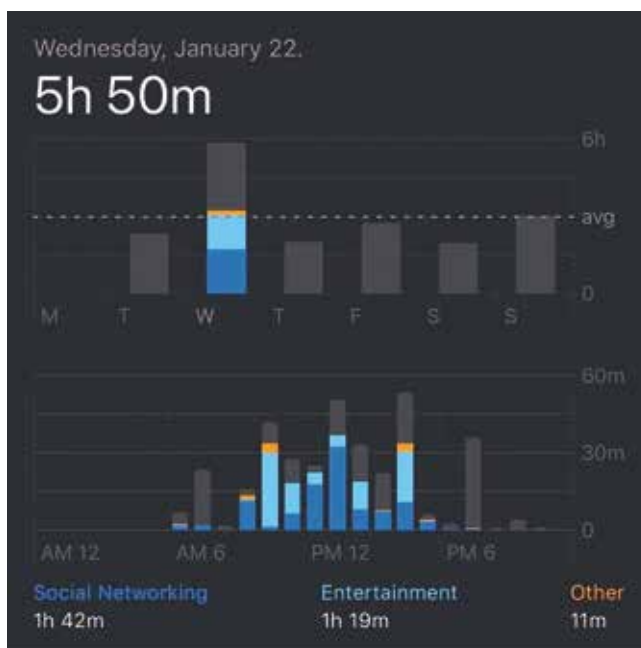 Wednesday, January 22.
5h 50m
6h
avg
0
M T W T F S S
60m
30m
0
AM 12 AM 6 PM 12 PM 6
Social Networking Entertainment Other
1h 42m 1h 19m 11m